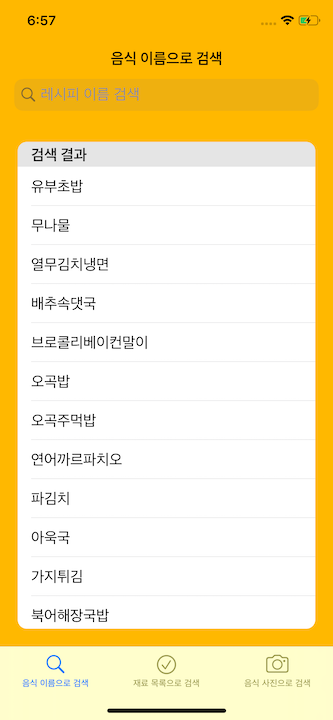 6:57
음식 이름으로 검색
레시피 이름 검색
검색 결과
유부초밥
무나물
열무김치냉면
배추속댓국
브로콜리베이컨말이
오곡밥
오곡주먹밥
연어까르파치오
파김치
아욱국
가지튀김
북어해장국밥
음식 이름으로 검색
재료 목록으로 검색
음식 사진으로 검색